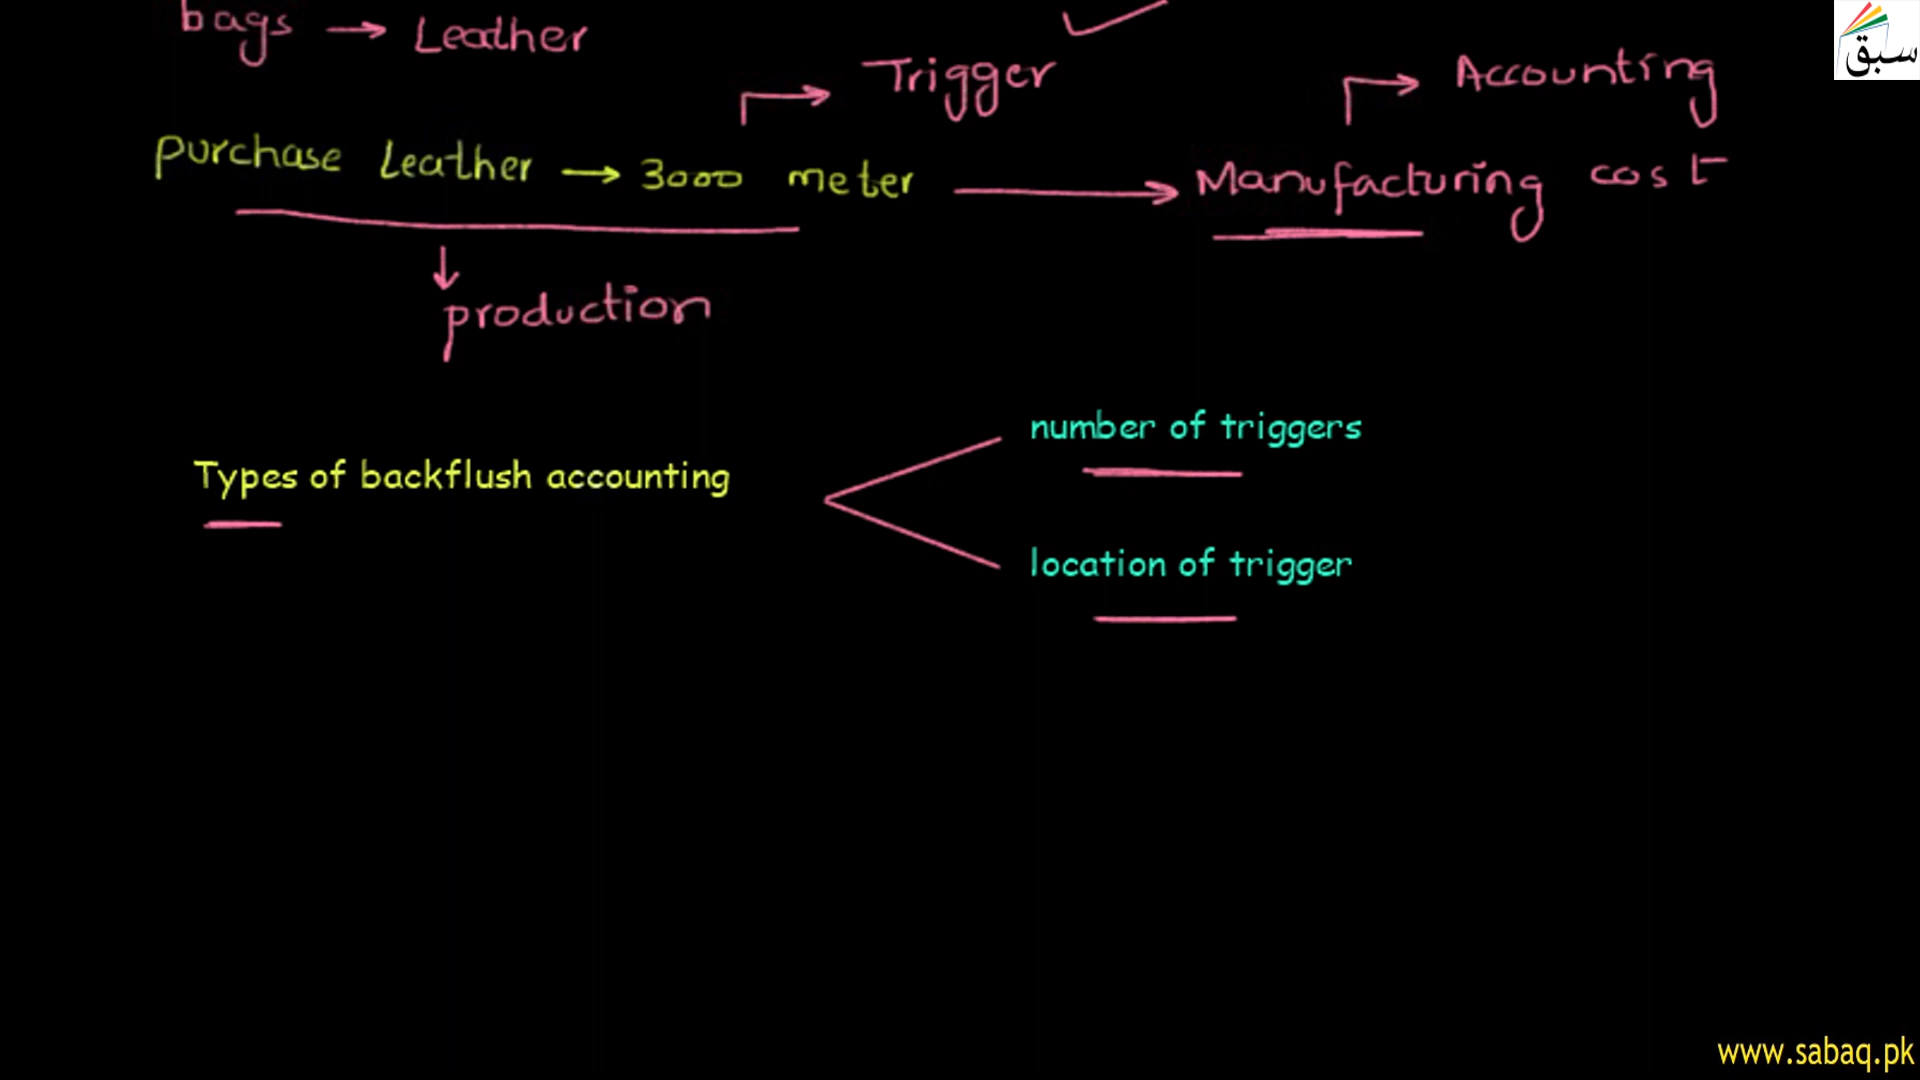 bags → Leather
Trigger
Accounting
سبق
Purchase Leather → 3000 meter → Manufacturing cost
production
number of triggers
Types of backflush accounting
location of trigger
www.sabaq.pk